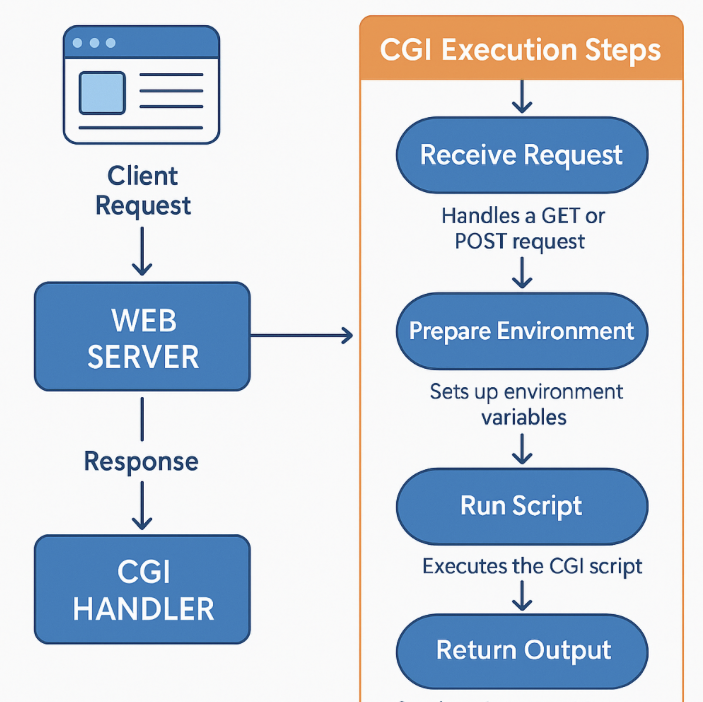 Client
Request
WEB
SERVER
Response
CGI
HANDLER
CGI Execution Steps
Receive Request
Handles a GET or
POST request
Prepare Environment
Sets up environment
variables
Run Script
Executes the CGI script
Return Output